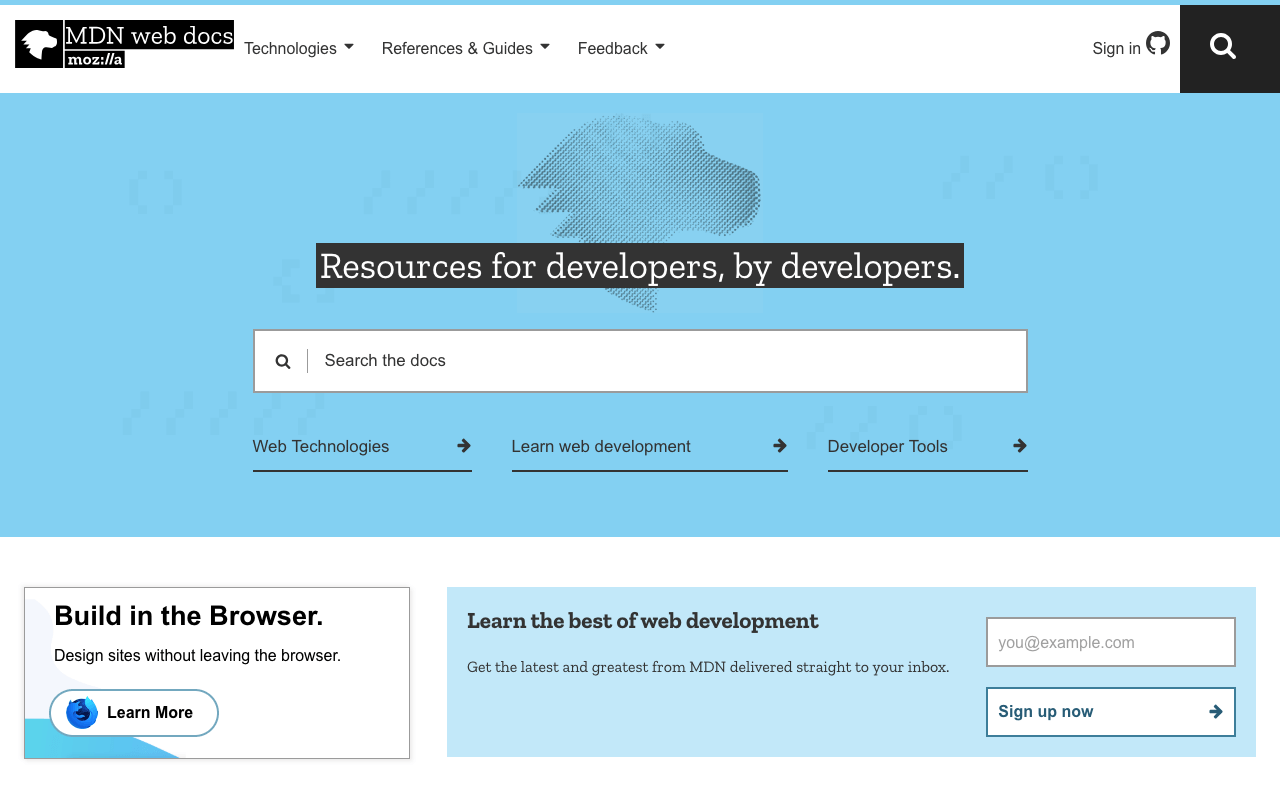 MDN web docs
moz://a
Technologies
References & Guides
Feedback
Sign in
Resources for developers, by developers.
Search the docs
Web Technologies
Learn web development
Developer Tools
Build in the Browser.
Design sites without leaving the browser.
Learn More
Learn the best of web development
Get the latest and greatest from MDN delivered straight to your inbox.
you@example.com
Sign up now